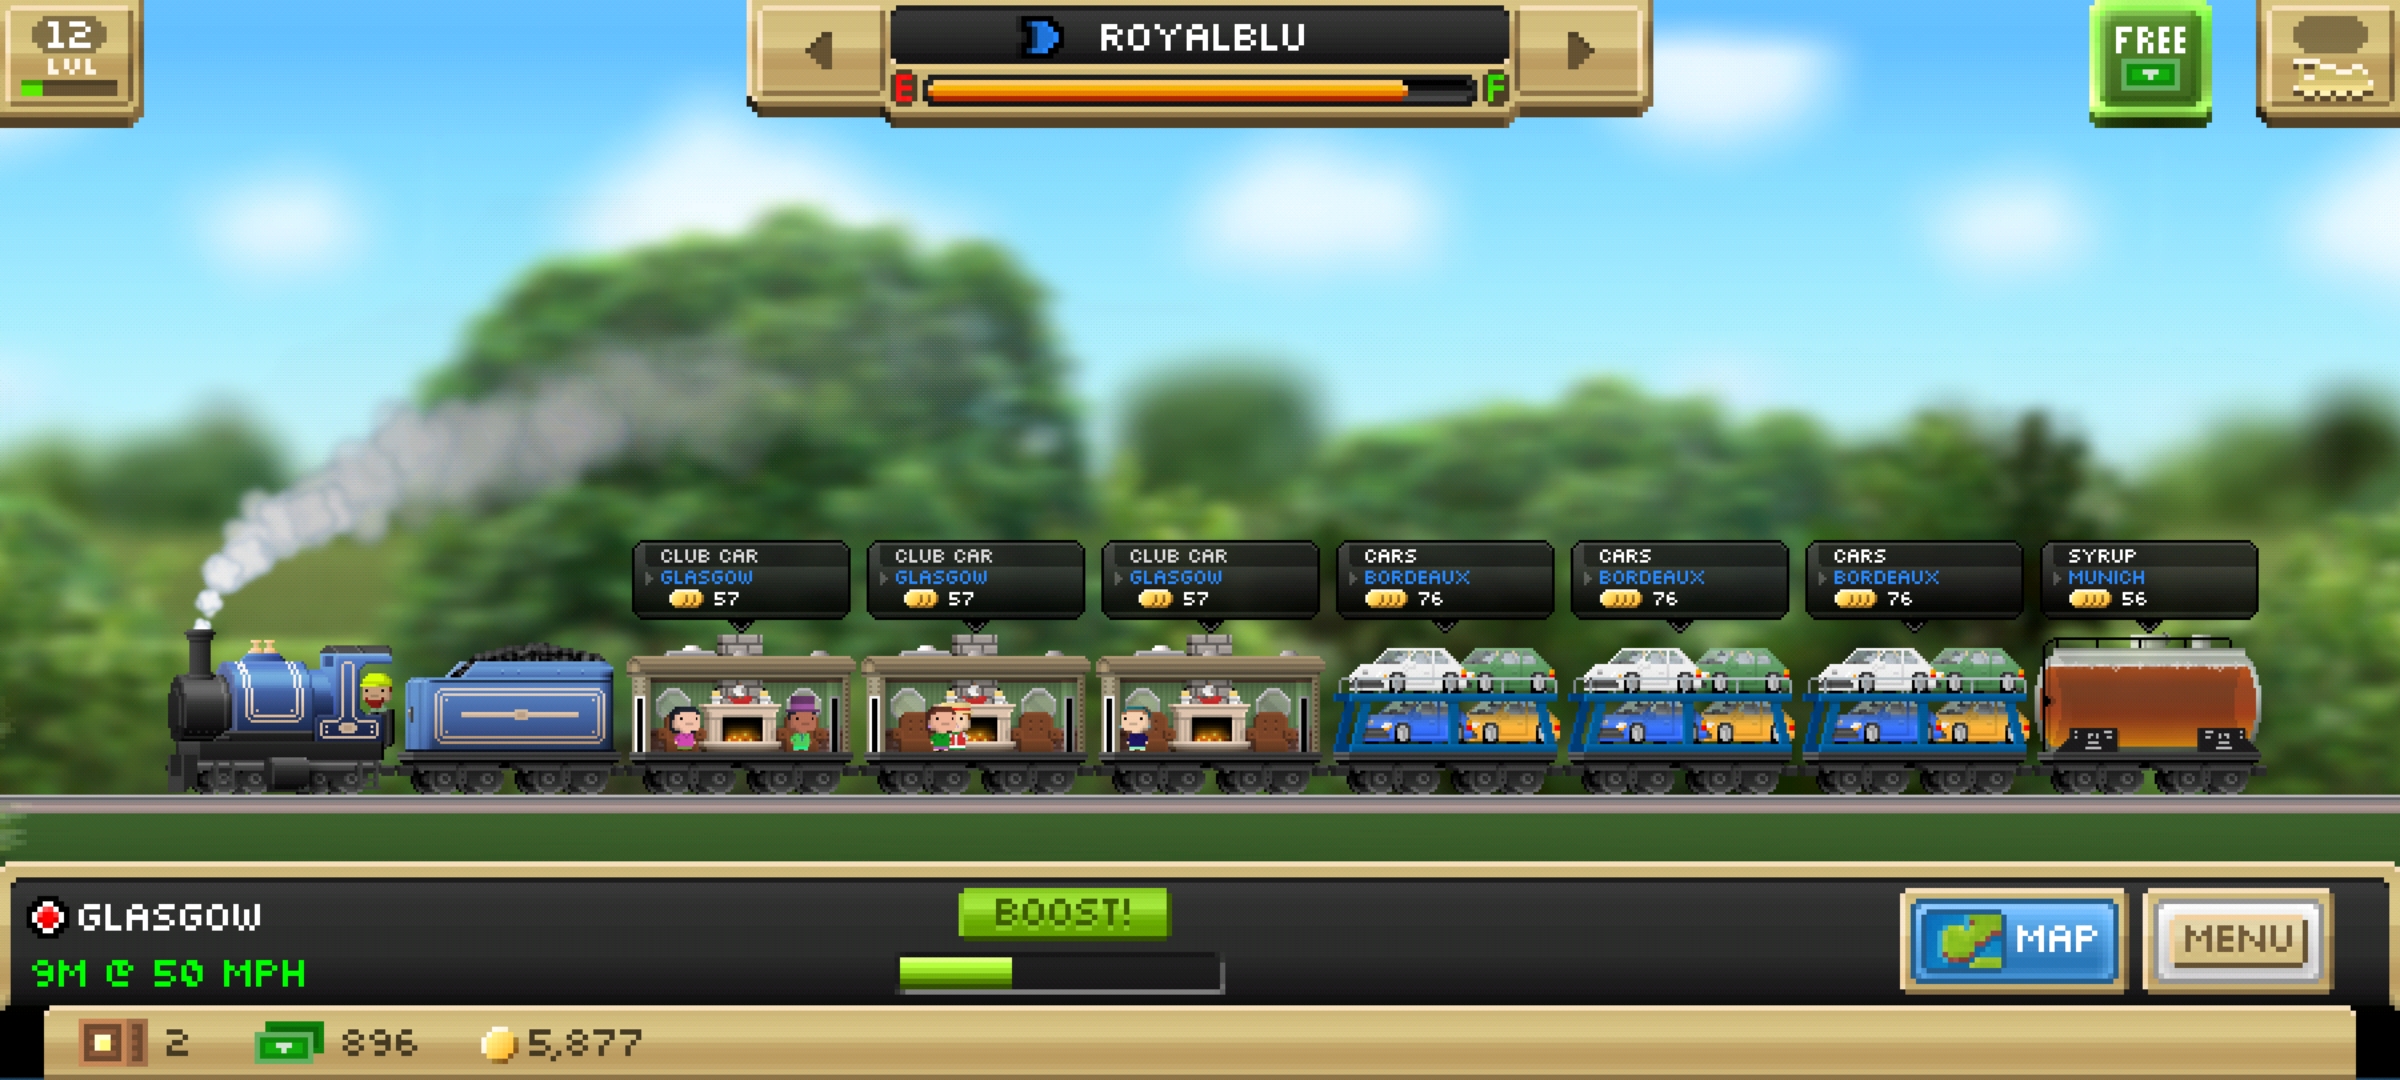 12
LVL
ROYALBLU
E F
FREE
CLUB CAR
GLASGOW
57
CLUB CAR
GLASGOW
57
CLUB CAR
GLASGOW
57
CARS
BORDEAUX
76
CARS
BORDEAUX
76
CARS
BORDEAUX
76
SYRUP
MUNICH
56
GLASGOW
9M @ 50 MPH
BOOST!
MAP
MENU
2
896
5,877